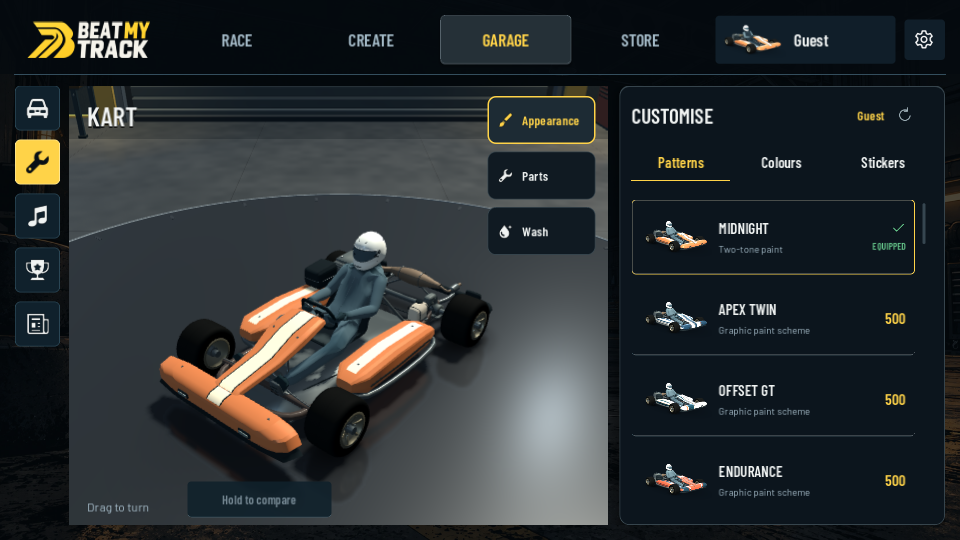 BEAT MY
TRACK
RACE
CREATE
GARAGE
STORE
Guest
KART
Appearance
Parts
Wash
Drag to turn
Hold to compare
CUSTOMISE
Guest
Patterns
Colours
Stickers
MIDNIGHT
Two-tone paint
EQUIPPED
APEX TWIN
Graphic paint scheme
500
OFFSET GT
Graphic paint scheme
500
ENDURANCE
Graphic paint scheme
500